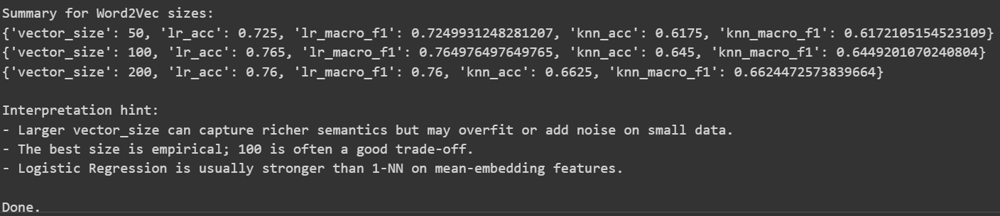 Summary for Word2Vec sizes:
{'vector_size': 50, 'lr_acc': 0.725, 'lr_macro_f1': 0.7249931248281207, 'knn_acc': 0.6175, 'knn_macro_f1': 0.6172105154523109}
{'vector_size': 100, 'lr_acc': 0.765, 'lr_macro_f1': 0.764976497649765, 'knn_acc': 0.645, 'knn_macro_f1': 0.6449201070240804}
{'vector_size': 200, 'lr_acc': 0.76, 'lr_macro_f1': 0.76, 'knn_acc': 0.6625, 'knn_macro_f1': 0.6624472573839664}
Interpretation hint:
- Larger vector_size can capture richer semantics but may overfit or add noise on small data.
- The best size is empirical; 100 is often a good trade-off.
- Logistic Regression is usually stronger than 1-NN on mean-embedding features.
Done.